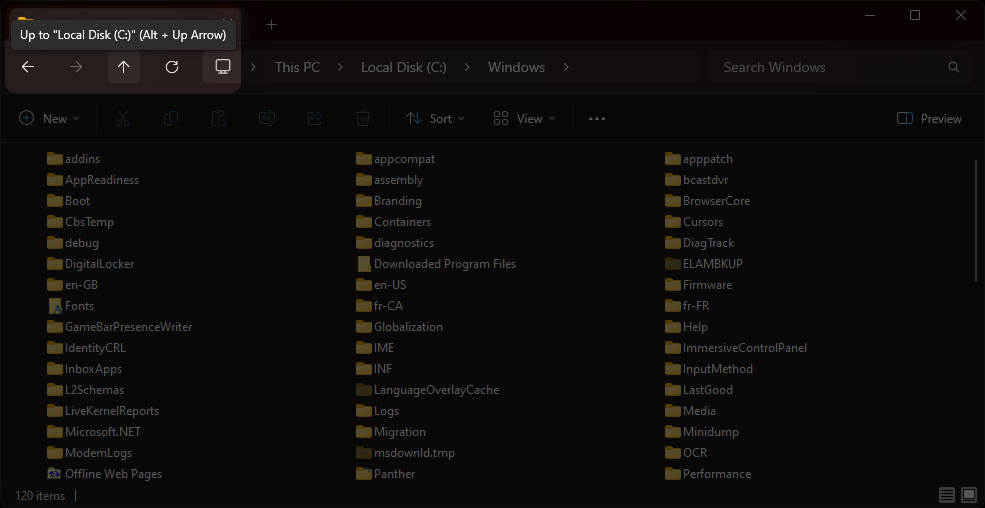 Up to "Local Disk (C:)" (Alt + Up Arrow)
This PC Local Disk (C:) Windows Search Windows
New Sort View Preview
addins appcompat apppatch
AppReadiness assembly bcastdvr
Boot Branding BrowserCore
CbsTemp Containers Cursors
debug diagnostics DiagTrack
DigitalLocker Downloaded Program Files ELAMBKUP
en-GB en-US Firmware
Fonts fr-CA fr-FR
GameBarPresenceWriter Globalization Help
IdentityCRL IME ImmersiveControlPanel
InboxApps INF InputMethod
L2Schemas LanguageOverlayCache LastGood
LiveKernelReports Logs Media
Microsoft.NET Migration Minidump
ModemLogs msdownld.tmp OCR
Offline Web Pages Panther Performance
120 items